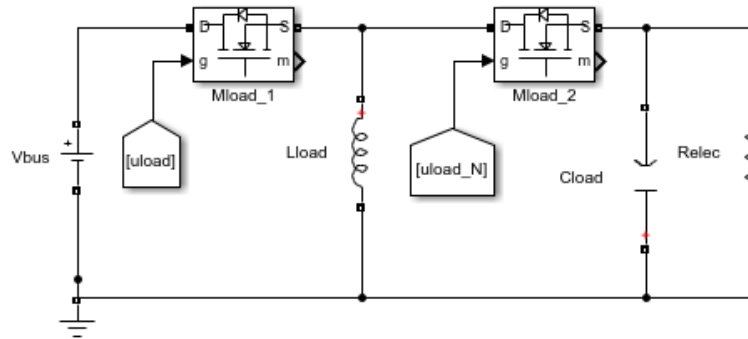 D S
g m
Mload_1
D S
g m
Mload_2
+
Vbus
[uload]
Lload
[uload_N]
Cload
Relec